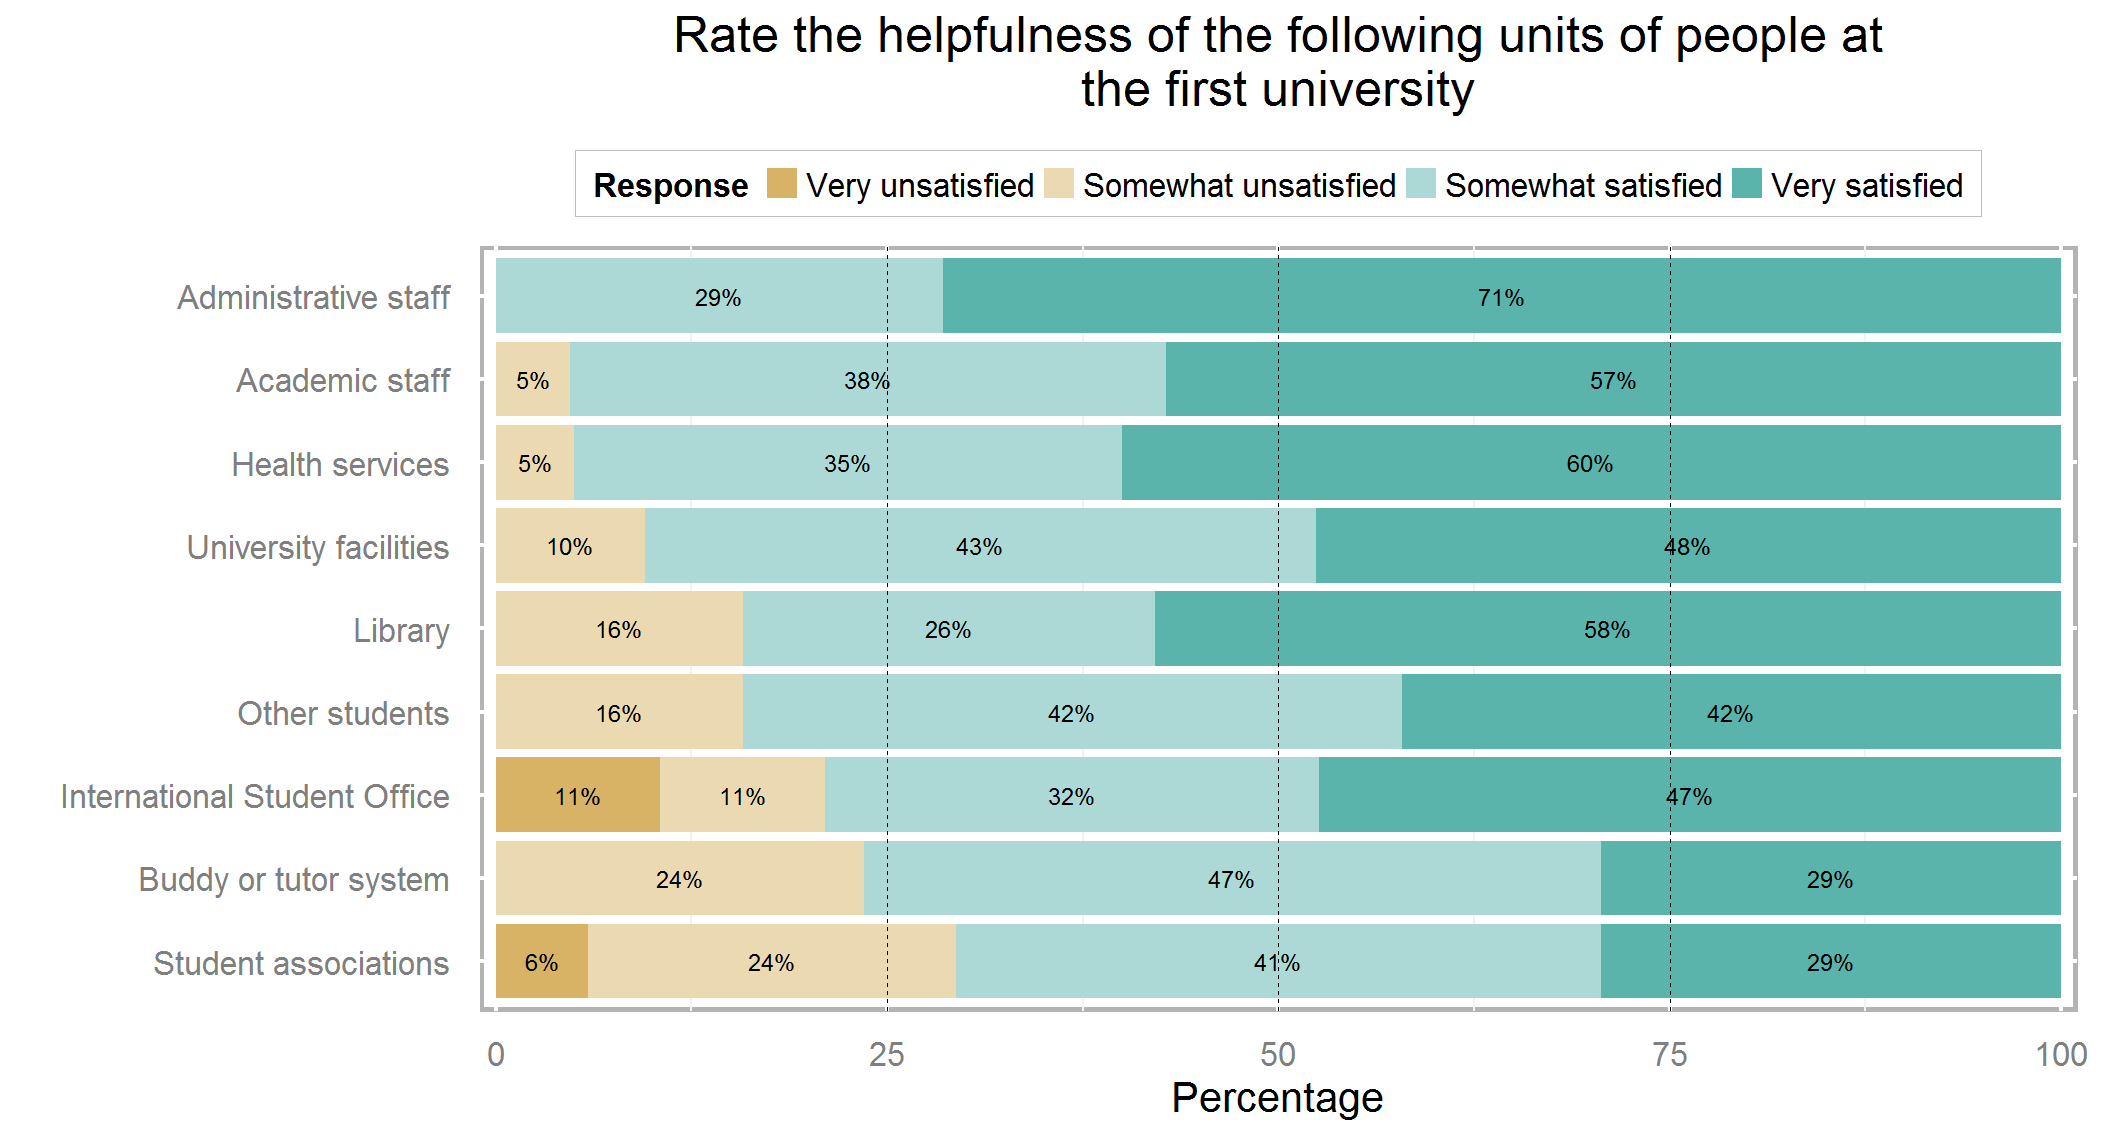 Rate the helpfulness of the following units of people at
the first university
Response Very unsatisfied Somewhat unsatisfied Somewhat satisfied Very satisfied
Administrative staff 29% 71%
Academic staff 5% 38% 57%
Health services 5% 35% 60%
University facilities 10% 43% 48%
Library 16% 26% 58%
Other students 16% 42% 42%
International Student Office 11% 11% 32% 47%
Buddy or tutor system 24% 47% 29%
Student associations 6% 24% 41% 29%
0 25 50 75 100
Percentage